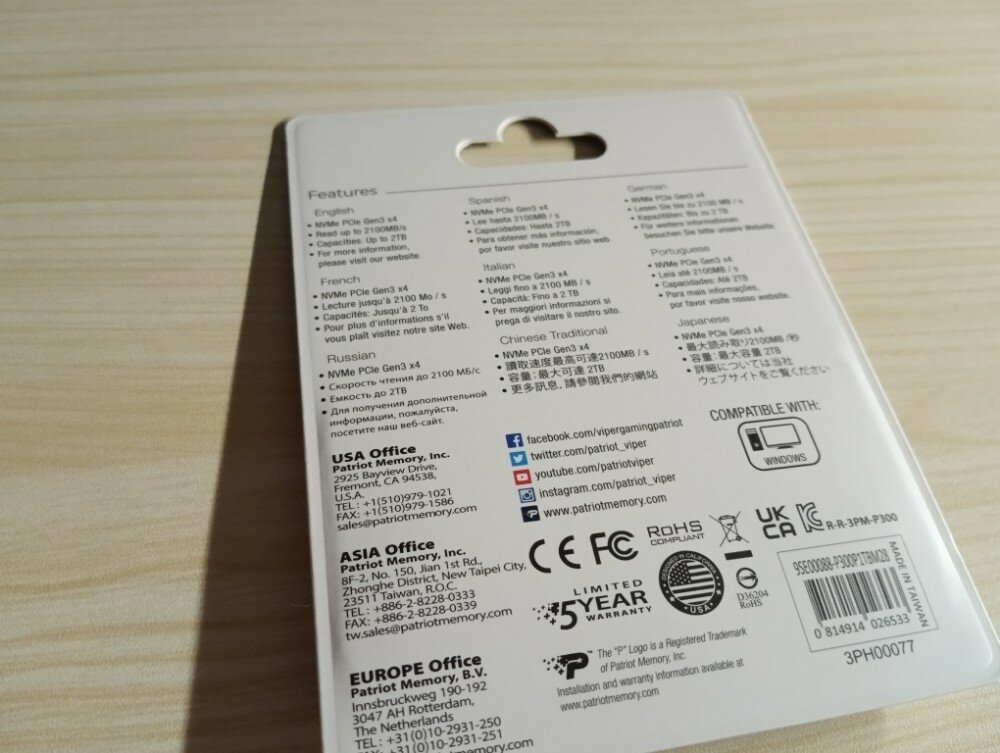 Features
English
• NVMe PCIe Gen3 x4
• Read up to 2100MB/s
• Capacities: Up to 2TB
• For more information,
please visit our website.
Spanish
• NVMe PCIe Gen3 x4
• Lee hasta 2100MB / s
• Capacidades: Hasta 2TB
• Para obtener más información,
por favor visite nuestro sitio web.
German
• NVMe PCIe Gen3 x4
• Lesen Sie bis zu 2100 MB / s
• Kapazitäten: Bis zu 2 TB
• Für weitere Informationen
besuchen Sie bitte unsere Website.
French
• NVMe PCIe Gen3 x4
• Lecture jusqu'à 2100 Mo / s
• Capacités: Jusqu'à 2 To
• Pour plus d'informations s'il
vous plaît visitez notre site Web.
Italian
• NVMe PCIe Gen3 x4
• Leggi fino a 2100 MB / s
• Capacità: Fino a 2 TB
• Per maggiori informazioni si
prega di visitare il nostro sito.
Portuguese
• NVMe PCIe Gen3 x4
• Leia até 2100MB / s
• Capacidades: Até 2TB
• Para mais informações,
por favor visite nosso website.
Russian
• NVMe PCIe Gen3 x4
• Скорость чтения до 2100 МБ/с
• Емкость до 2TB
• Для получения дополнительной
информации, пожалуйста,
посетите наш веб-сайт.
Chinese Traditional
• NVMe PCIe Gen3 x4
• 讀取速度最高可達2100MB / s
• 容量: 最大可達 2TB
• 更多訊息, 請參閱我們的網站
Japanese
• NVMe PCIe Gen3 x4
• 最大読み取り2100MB /秒
• 容量: 最大容量 2TB
• 詳細については当社
ウェブサイトをご覧ください
USA Office
Patriot Memory, Inc.
2925 Bayview Drive,
Fremont, CA 94538,
U.S.A.
TEL : +1(510)979-1021
FAX: +1(510)979-1586
sales@patriotmemory.com
facebook.com/vipergamingpatriot
twitter.com/patriot_viper
youtube.com/patriotviper
instagram.com/patriot_viper
www.patriotmemory.com
COMPATIBLE WITH:
WINDOWS
ASIA Office
Patriot Memory, Inc.
8F-2, No. 150, Jian 1st Rd.,
Zhonghe District, New Taipei City,
23511 Taiwan, R.O.C.
TEL : +886-2-8228-0333
FAX: +886-2-8228-0339
tw.sales@patriotmemory.com
CE FC RoHS
COMPLIANT
UK
CA
R-R-3PM-P300
LIMITED
5 YEAR
WARRANTY
DESIGNED IN CALIFORNIA
USA
D36204
RoHS
9SE00088-P300P1TBM28
MADE IN TAIWAN
0 814914 026533
3PH00077
EUROPE Office
Patriot Memory, B.V.
Innsbruckweg 190-192
3047 AH Rotterdam,
The Netherlands
TEL : +31(0)10-2931-250
FAX: +31(0)10-2931-251
P™ The "P" Logo is a Registered Trademark
of Patriot Memory, Inc.
Installation and warranty information available at
www.patriotmemory.com